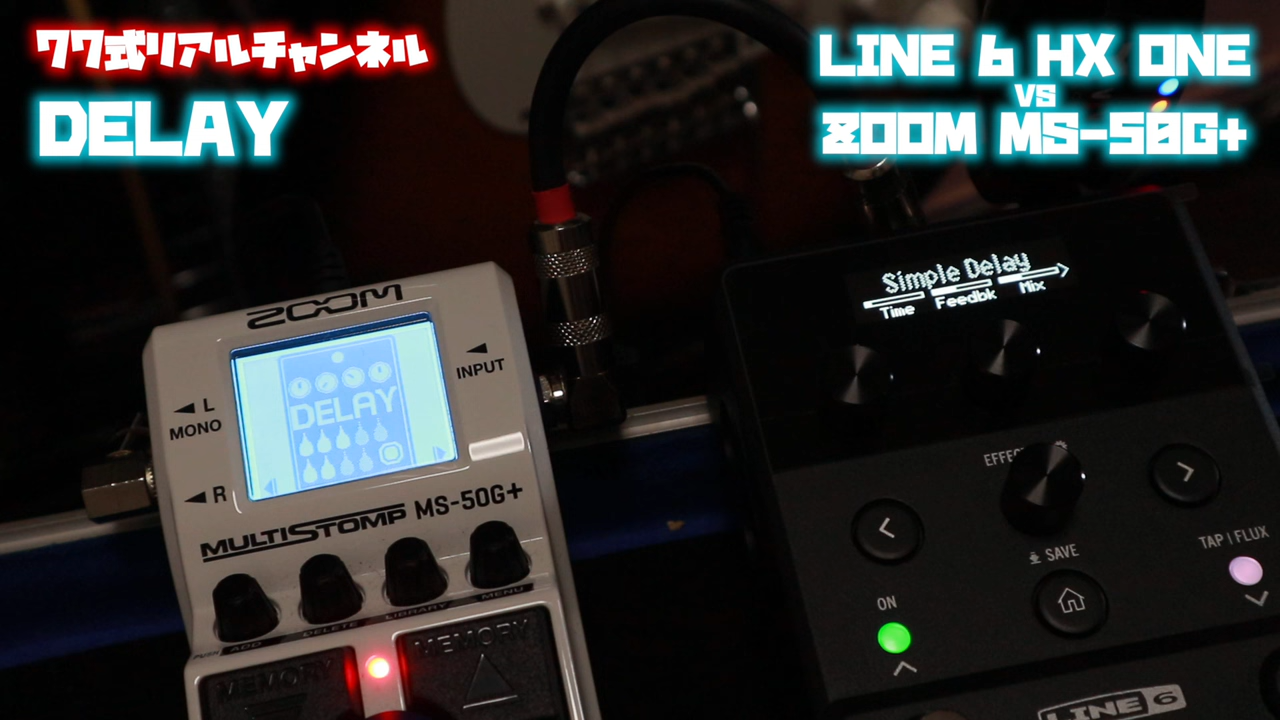 77式リアルチャンネル
DELAY
LINE 6 HX ONE
VS
ZOOM MS-50G+
ZOOM
DELAY
INPUT
L
MONO
R
MULTISTOMP MS-50G+
PUSH ADD DELETE LIBRARY MENU
MEMORY
MEMORY
Simple Delay
Time Feedbk Mix
SAVE
TAP | FLUX
ON
LINE 6